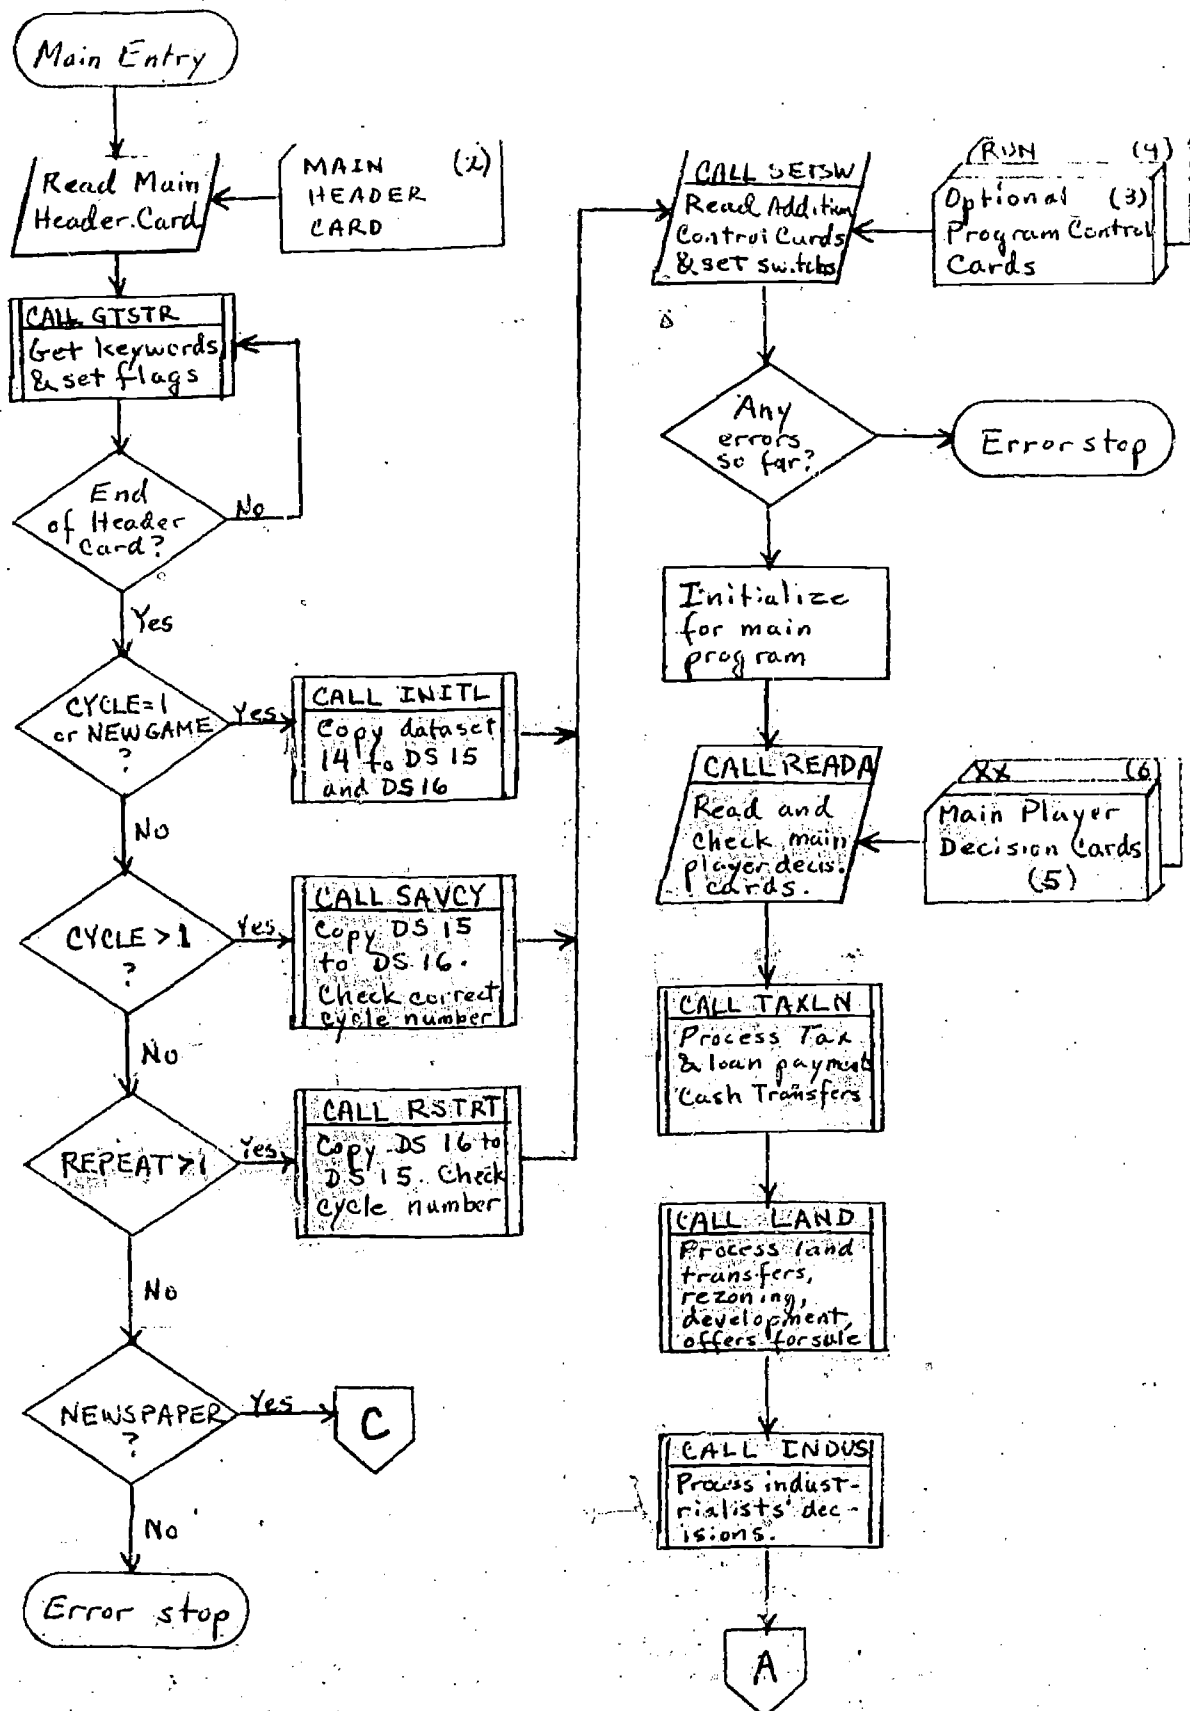 Main Entry
Read Main
Header Card
MAIN (2)
HEADER
CARD
CALL GTSTR
Get keywords
& set flags
End
of Header
Card?
No
Yes
CYCLE=1
or NEWGAME
?
Yes
CALL INITL
Copy dataset
14 to DS 15
and DS16
No
CYCLE >1
?
Yes
CALL SAVCY
Copy DS 15
to DS 16.
Check correct
cycle number
No
REPEAT >1
Yes
CALL RSTRT
Copy DS 16 to
DS 15. Check
cycle number
No
NEWSPAPER
?
Yes
C
No
Error stop
CALL SETSW
Read Addition
Control Cards
& set switchs
RUN (4)
Optional (3)
Program Control
Cards
Any
errors
so far?
Error stop
Initialize
for main
program
CALL READA
Read and
check main
player decis.
cards.
XX (6)
Main Player
Decision Cards
(5)
CALL TAXLN
Process Tax
& loan payments
Cash Transfers
CALL LAND
Process land
transfers,
rezoning,
development,
offers for sale
CALL INDUS
Process indust-
rialists' dec-
isions.
A